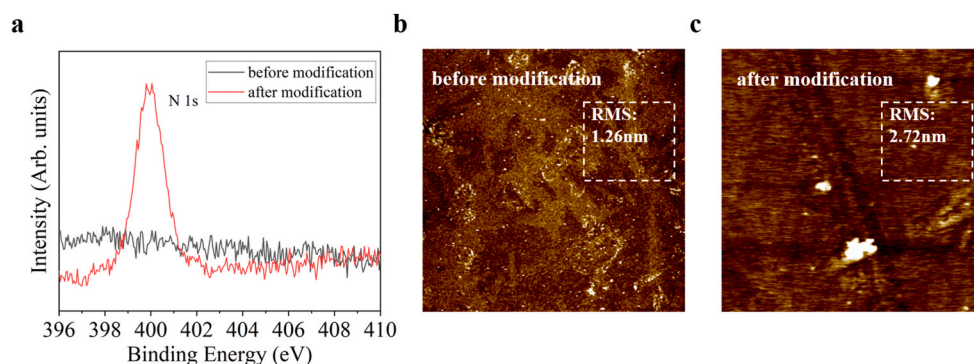 a
Intensity (Arb. units)
before modification
after modification
N 1s
396 398 400 402 404 406 408 410
Binding Energy (eV)
b
before modification
RMS:
1.26nm
c
after modification
RMS:
2.72nm